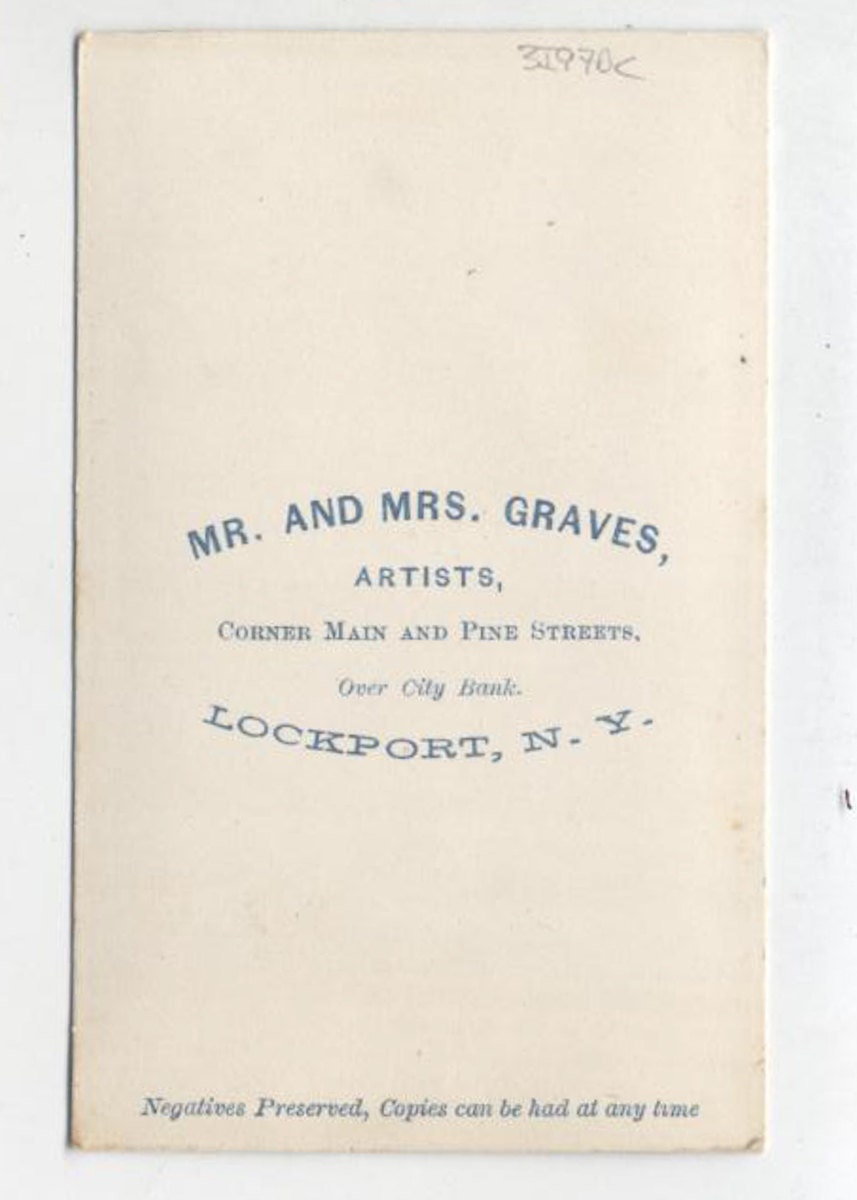 3I97DC
MR. AND MRS. GRAVES,
ARTISTS,
CORNER MAIN AND PINE STREETS.
Over City Bank.
LOCKPORT, N. Y.
Negatives Preserved, Copies can be had at any time